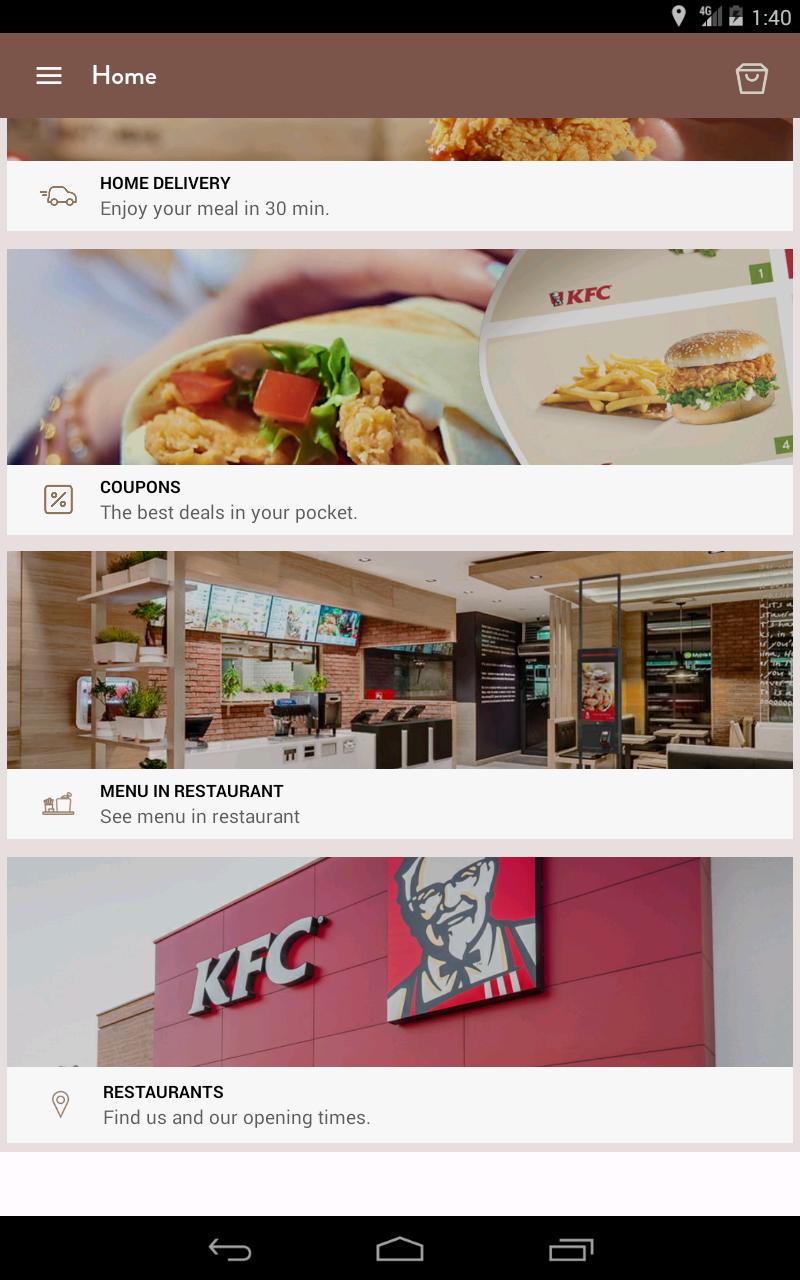 4G 1:40
Home
HOME DELIVERY
Enjoy your meal in 30 min.
KFC
1
4
COUPONS
The best deals in your pocket.
MENU IN RESTAURANT
See menu in restaurant
KFC
RESTAURANTS
Find us and our opening times.